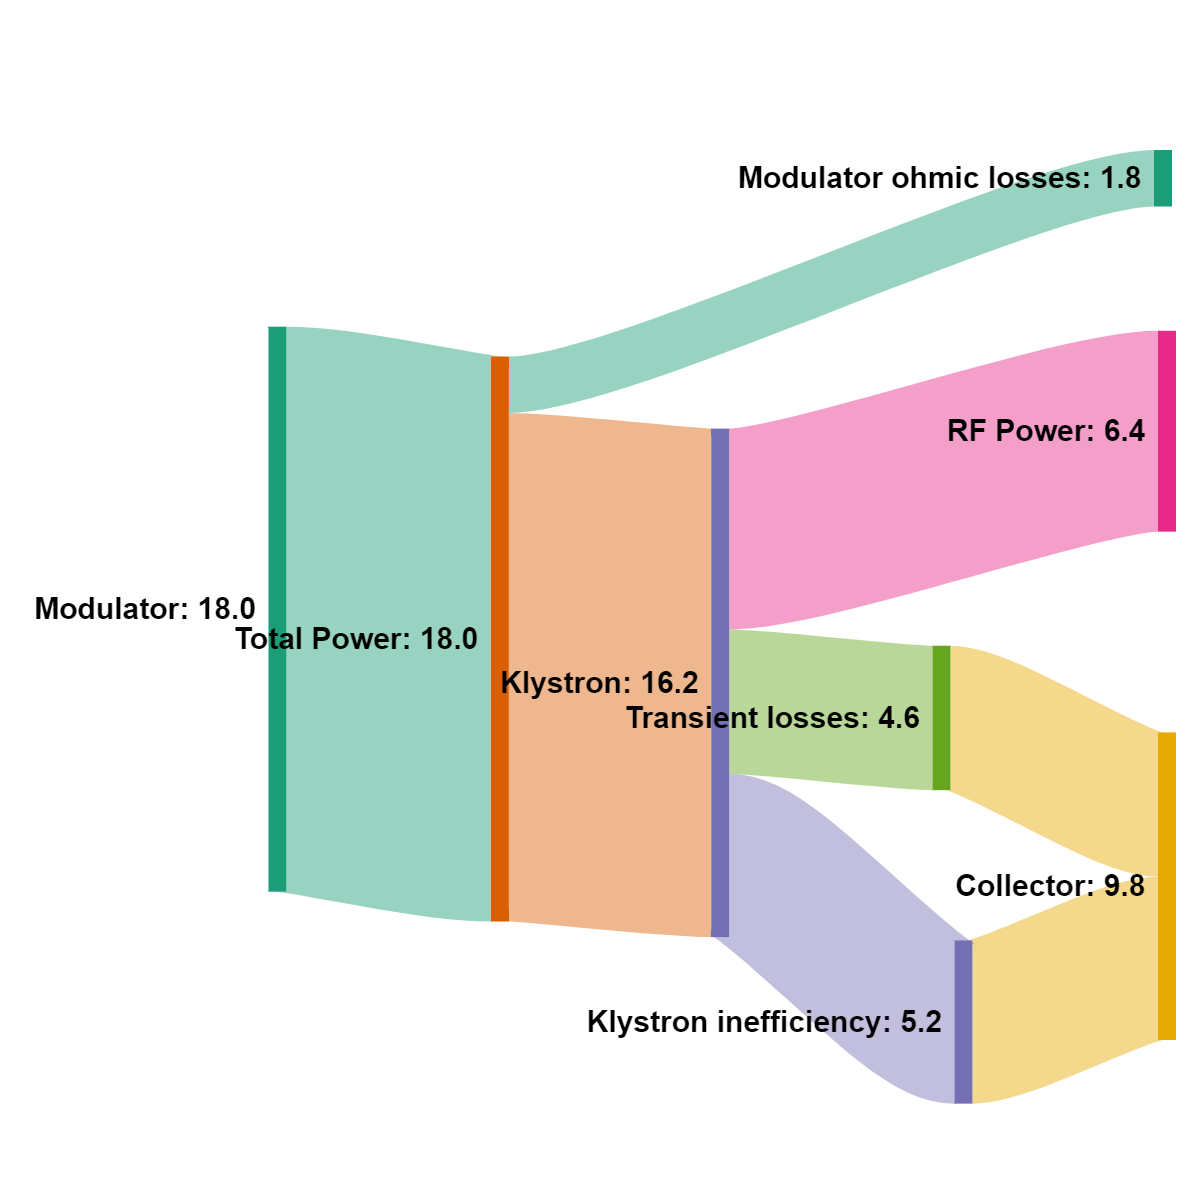 Modulator ohmic losses: 1.8
RF Power: 6.4
Modulator: 18.0
Total Power: 18.0
Klystron: 16.2
Transient losses: 4.6
Collector: 9.8
Klystron inefficiency: 5.2